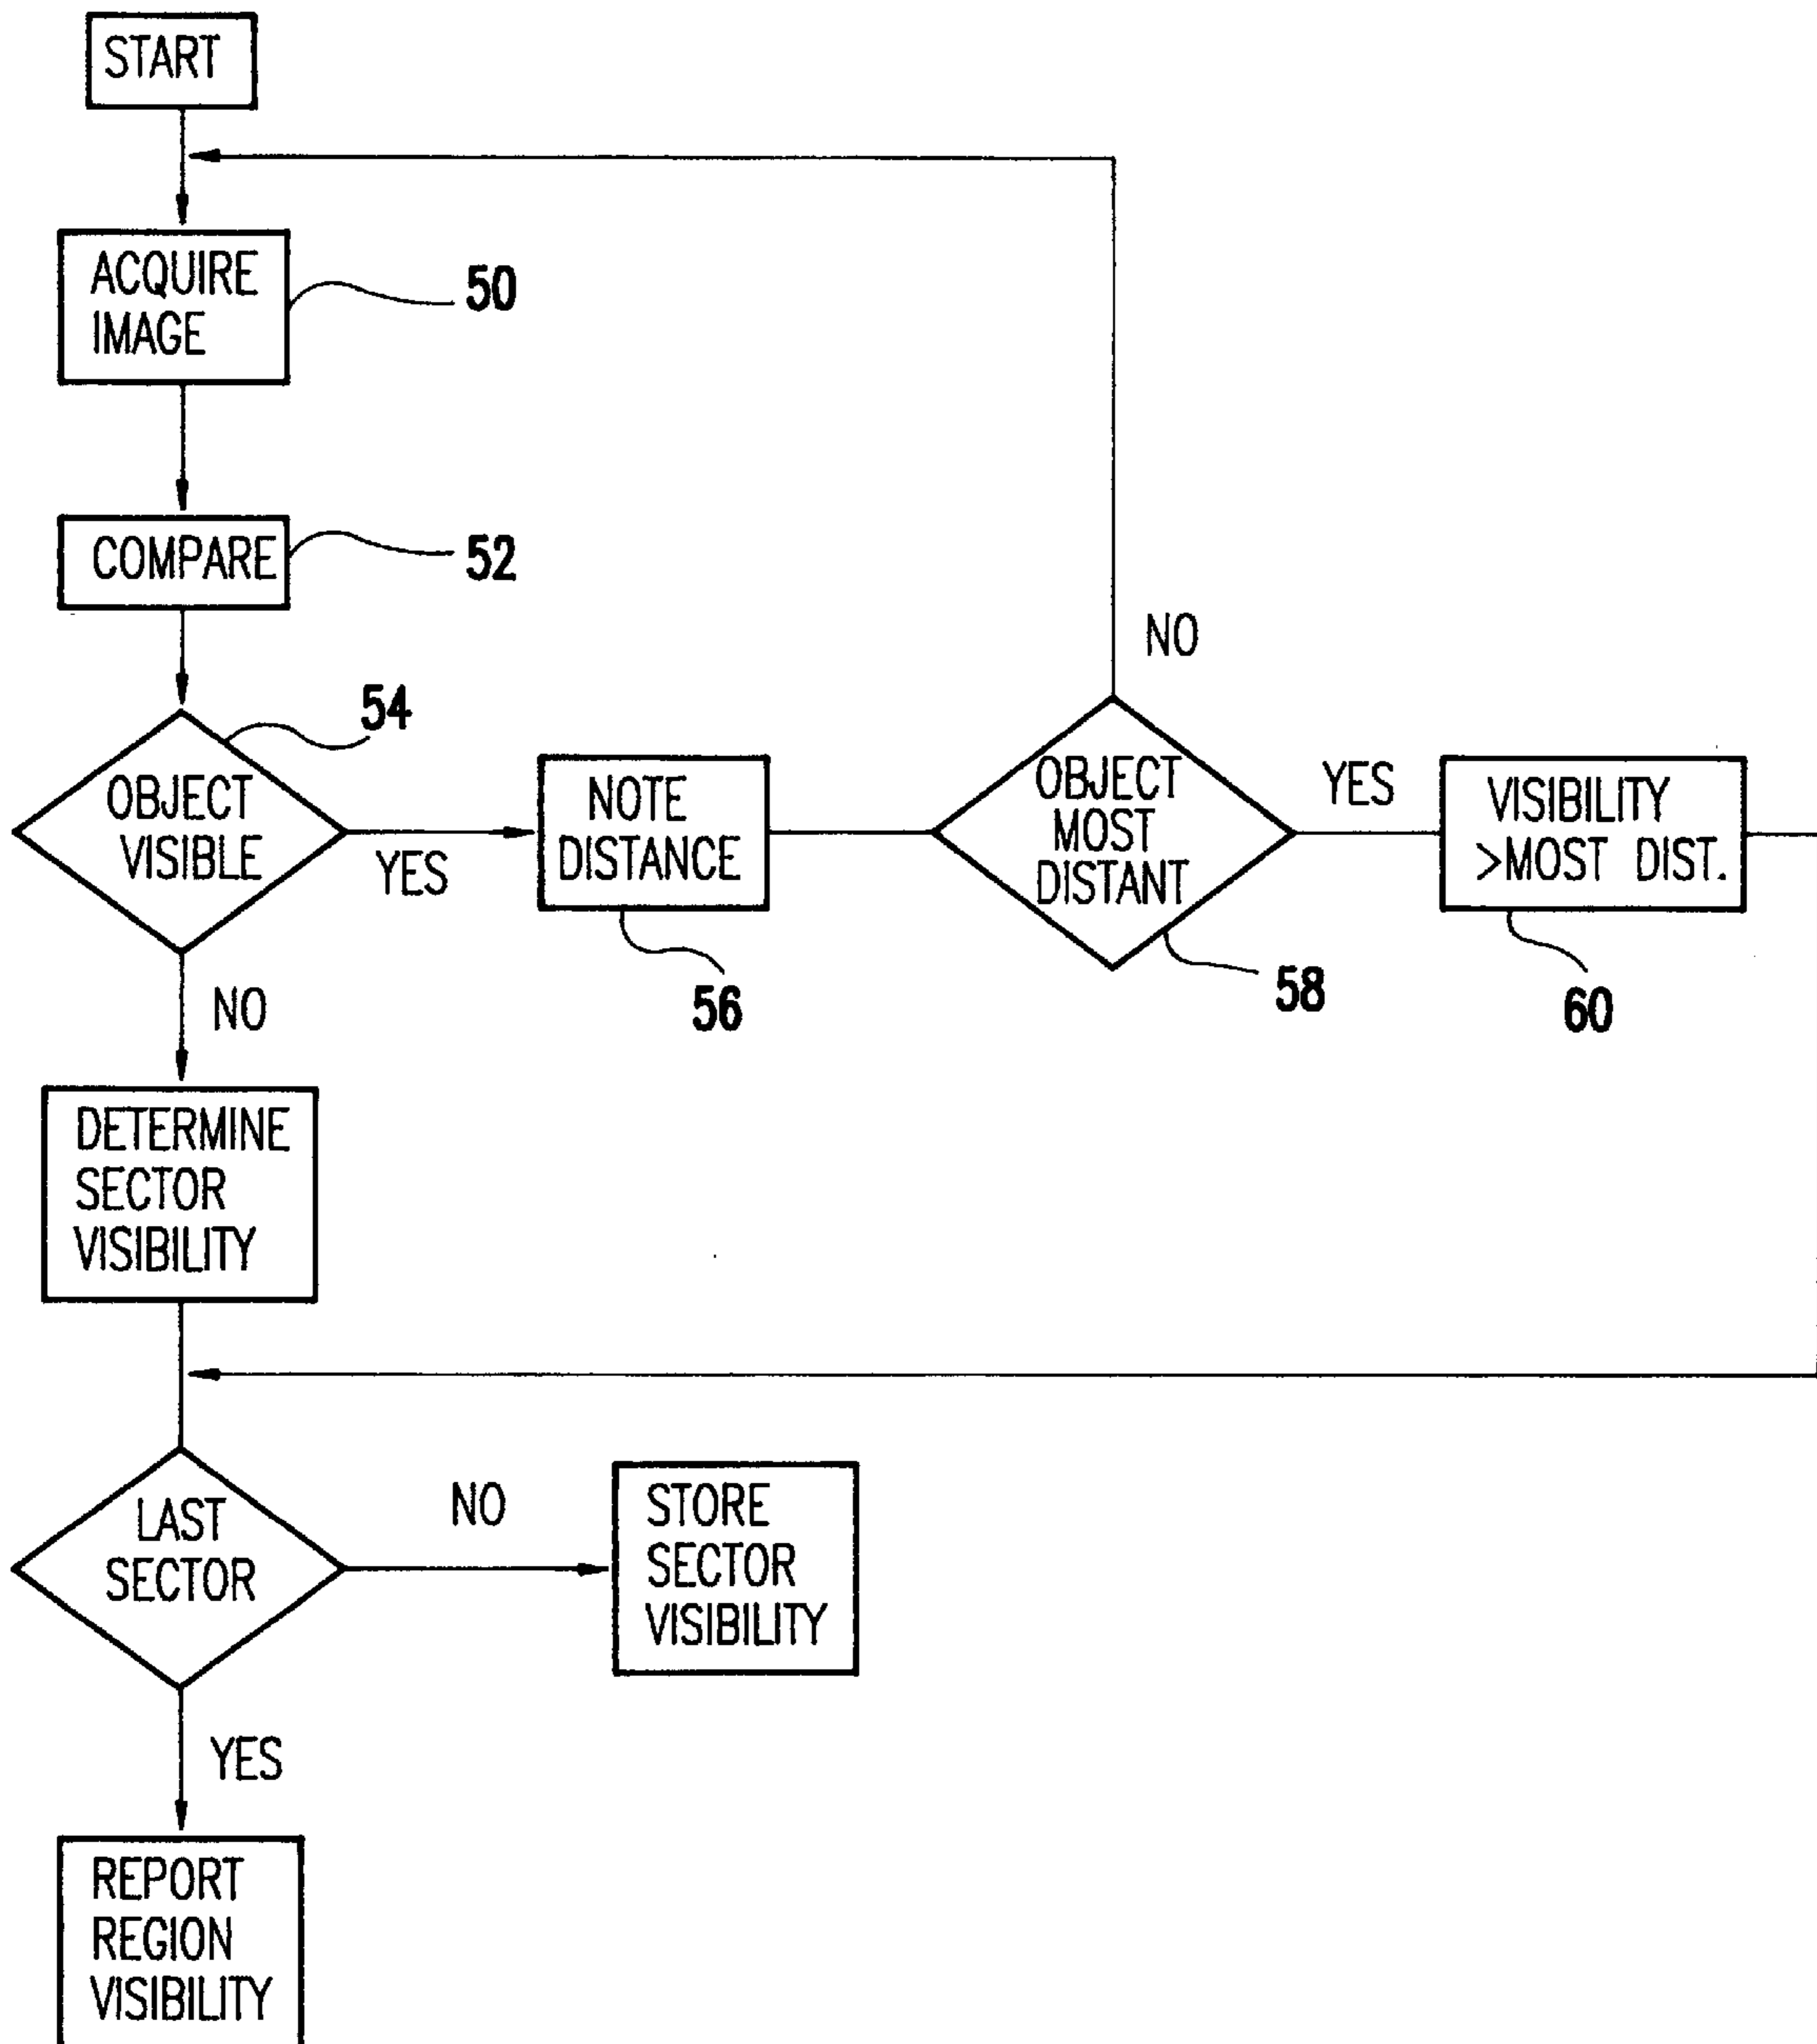 START
ACQUIRE
IMAGE
50
COMPARE
52
NO
54
OBJECT
VISIBLE
YES
NOTE
DISTANCE
56
OBJECT
MOST
DISTANT
58
YES
VISIBILITY
>MOST DIST.
60
NO
DETERMINE
SECTOR
VISIBILITY
LAST
SECTOR
NO
STORE
SECTOR
VISIBILITY
YES
REPORT
REGION
VISIBILITY